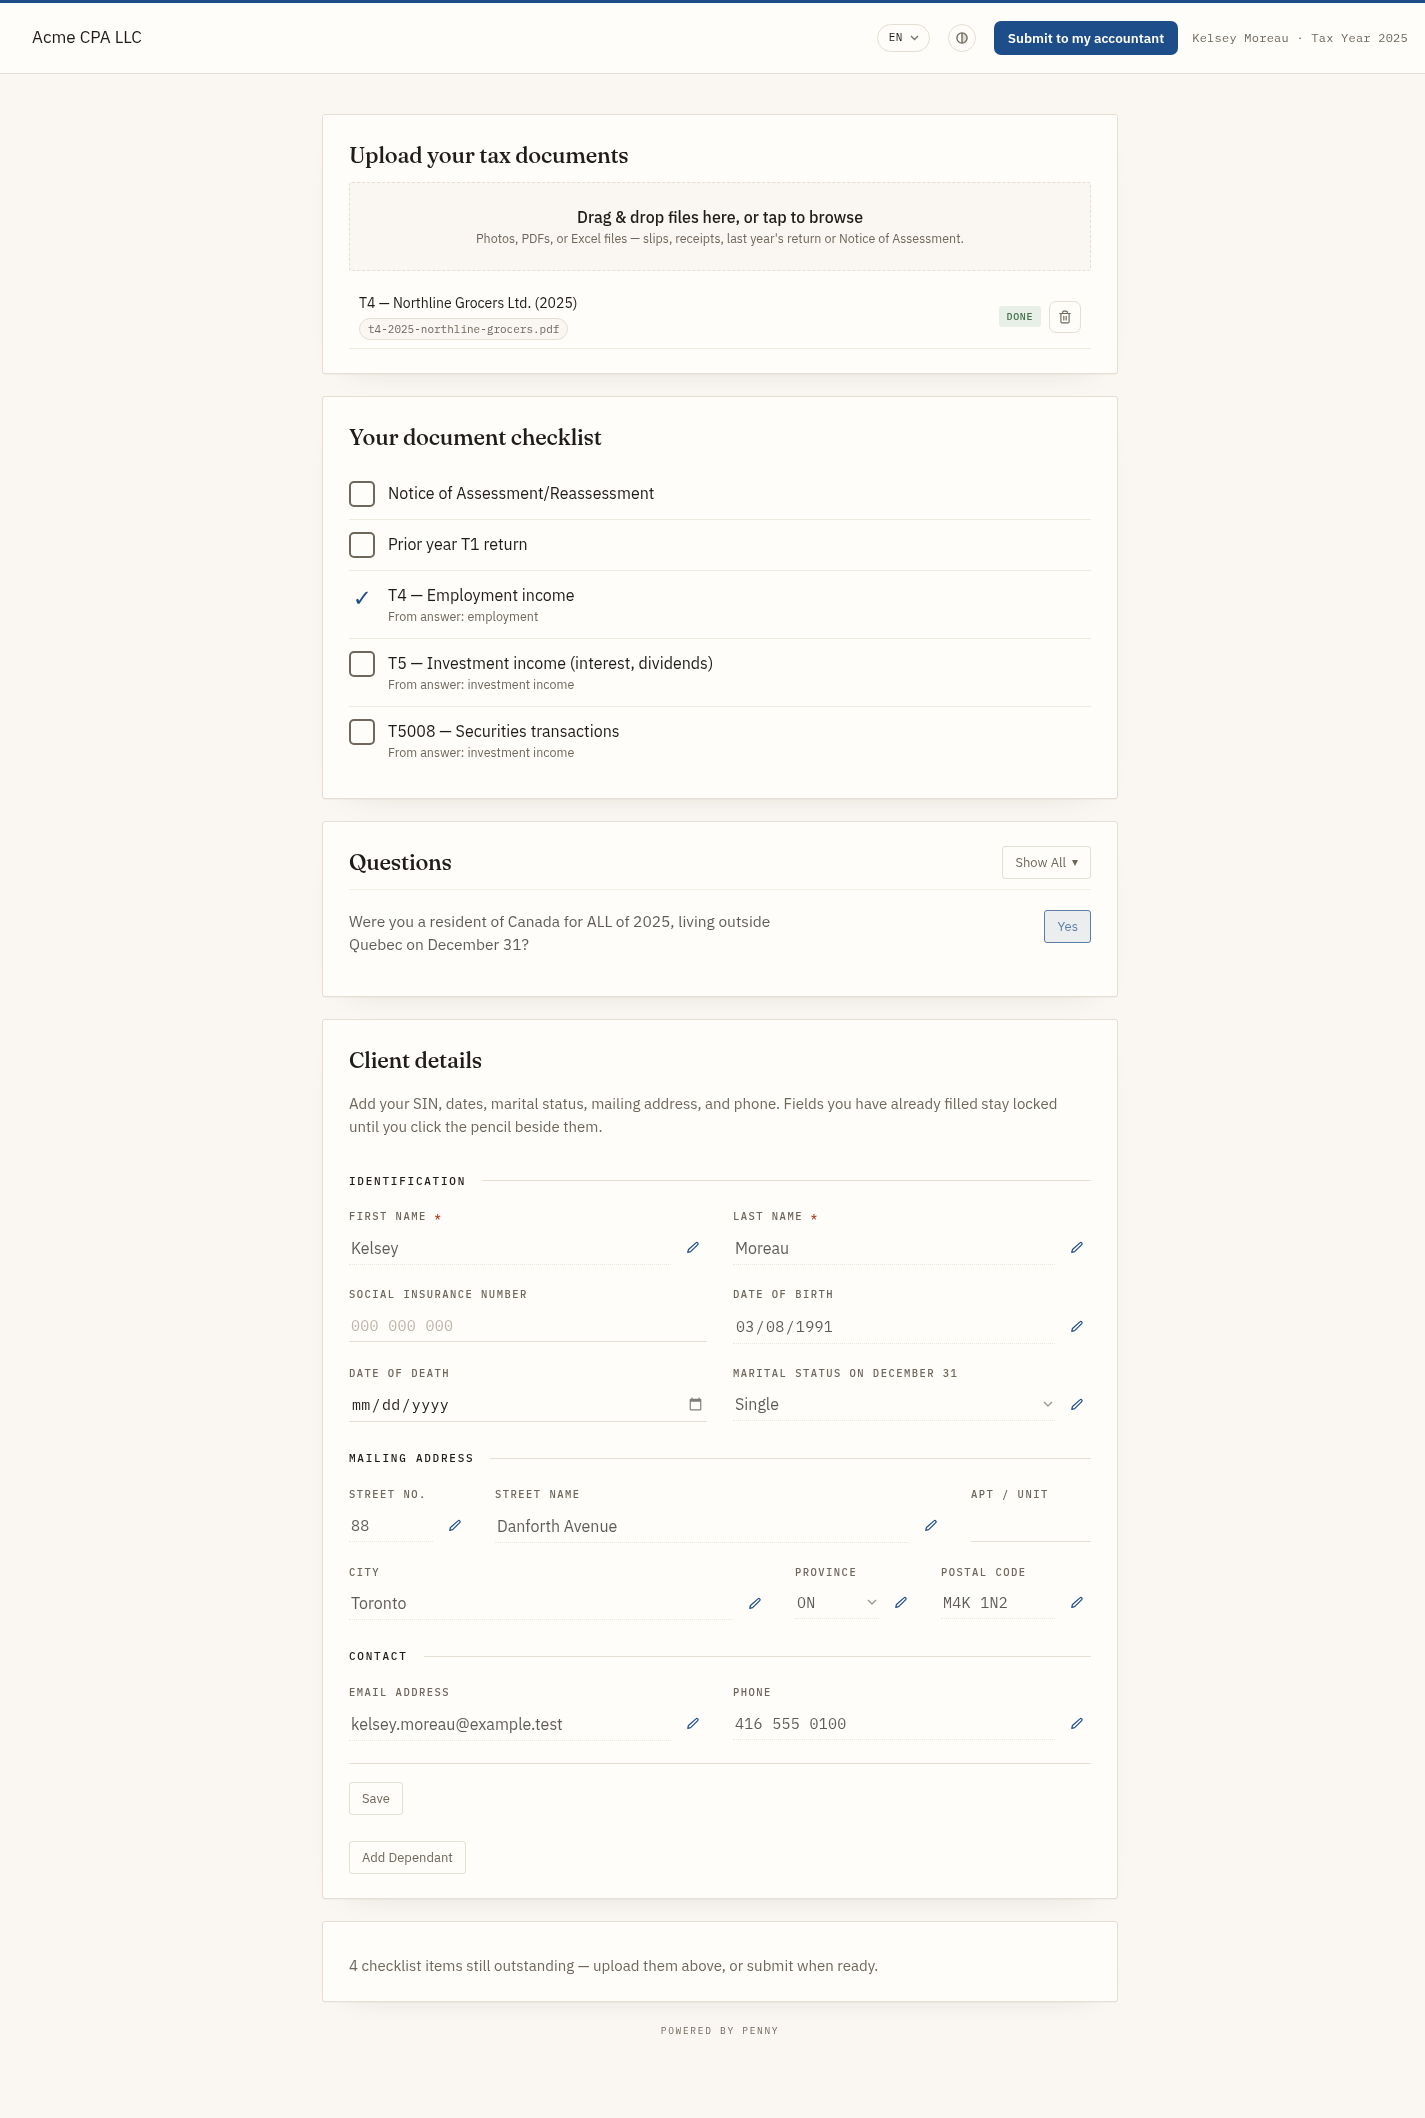 Acme CPA LLC
EN
Submit to my accountant
Kelsey Moreau · Tax Year 2025
Upload your tax documents
Drag & drop files here, or tap to browse
Photos, PDFs, or Excel files — slips, receipts, last year's return or Notice of Assessment.
T4 — Northline Grocers Ltd. (2025)
t4-2025-northline-grocers.pdf
DONE
Your document checklist
Notice of Assessment/Reassessment
Prior year T1 return
✓ T4 — Employment income
From answer: employment
T5 — Investment income (interest, dividends)
From answer: investment income
T5008 — Securities transactions
From answer: investment income
Questions
Show All ▾
Were you a resident of Canada for ALL of 2025, living outside
Quebec on December 31?
Yes
Client details
Add your SIN, dates, marital status, mailing address, and phone. Fields you have already filled stay locked
until you click the pencil beside them.
IDENTIFICATION
FIRST NAME *
LAST NAME *
Kelsey
Moreau
SOCIAL INSURANCE NUMBER
DATE OF BIRTH
000 000 000
03/08/1991
DATE OF DEATH
MARITAL STATUS ON DECEMBER 31
mm/dd/yyyy
Single
MAILING ADDRESS
STREET NO.
STREET NAME
APT / UNIT
88
Danforth Avenue
CITY
PROVINCE
POSTAL CODE
Toronto
ON
M4K 1N2
CONTACT
EMAIL ADDRESS
PHONE
kelsey.moreau@example.test
416 555 0100
Save
Add Dependant
4 checklist items still outstanding — upload them above, or submit when ready.
POWERED BY PENNY